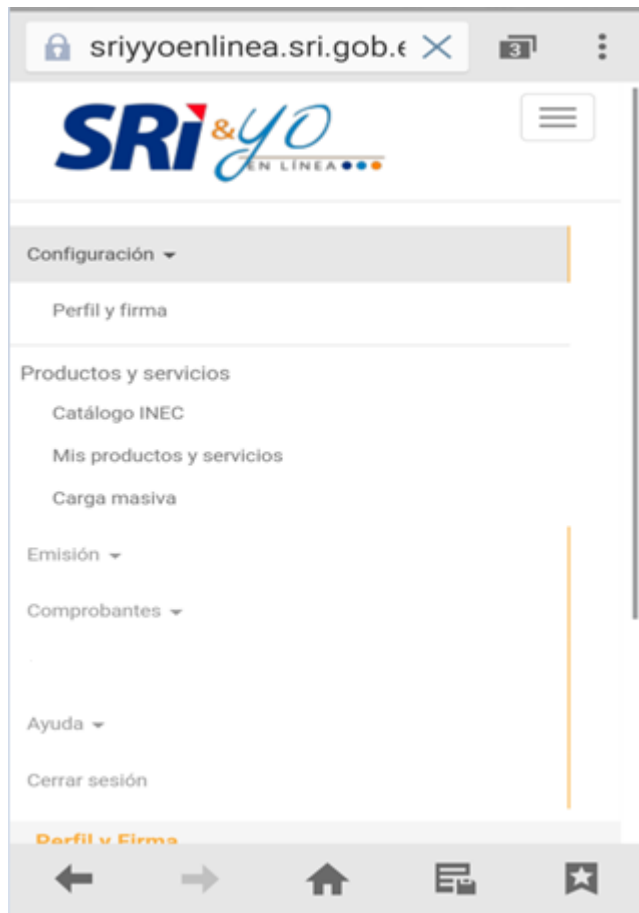 sriyyoenlinea.sri.gob.e
3
SRi & yo
EN LÍNEA
Configuración
Perfil y firma
Productos y servicios
Catálogo INEC
Mis productos y servicios
Carga masiva
Emisión
Comprobantes
Ayuda
Cerrar sesión
Perfil y Firma